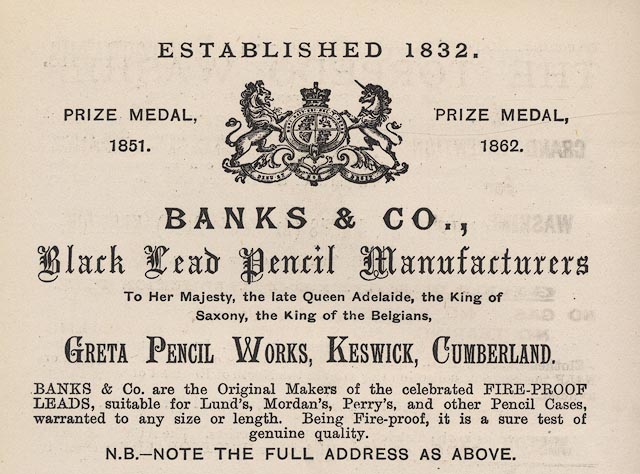 ESTABLISHED 1832.
PRIZE MEDAL,
1851.
PRIZE MEDAL,
1862.
BANKS & CO.,
Black Lead Pencil Manufacturers
To Her Majesty, the late Queen Adelaide, the King of
Saxony, the King of the Belgians,
GRETA PENCIL WORKS, KESWICK, CUMBERLAND.
BANKS & Co. are the Original Makers of the celebrated FIRE-PROOF
LEADS, suitable for Lund's, Mordan's, Perry's, and other Pencil Cases,
warranted to any size or length. Being Fire-proof, it is a sure test of
genuine quality.
N.B.—NOTE THE FULL ADDRESS AS ABOVE.